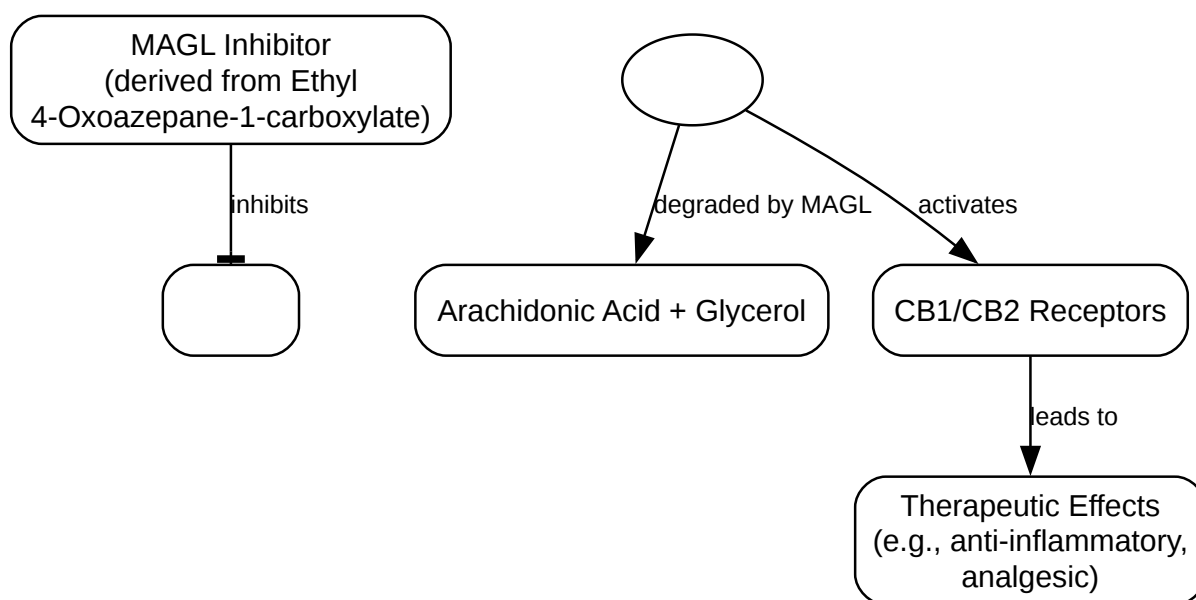 MAGL Inhibitor
(derived from Ethyl
4-Oxoazepane-1-carboxylate)
inhibits
degraded by MAGL
activates
Arachidonic Acid + Glycerol
CB1/CB2 Receptors
leads to
Therapeutic Effects
(e.g., anti-inflammatory,
analgesic)